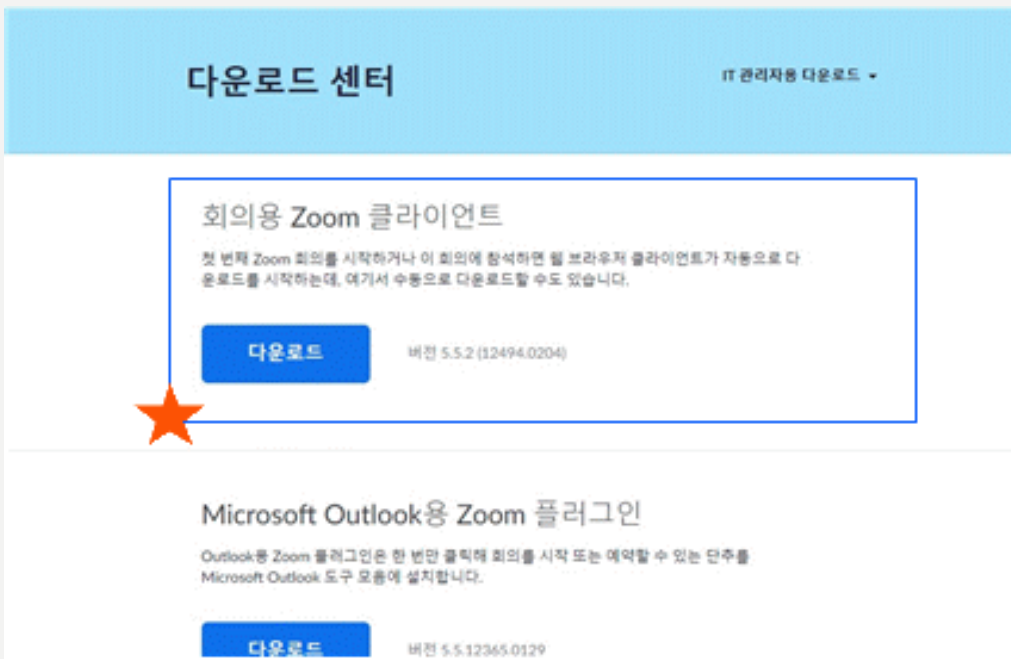 다운로드 센터
IT 관리자용 다운로드
회의용 Zoom 클라이언트
첫 번째 Zoom 회의를 시작하거나 이 회의에 참석하면 웹 브라우저 클라이언트가 자동으로 다
운로드를 시작하는데, 여기서 수동으로 다운로드할 수도 있습니다.
다운로드
버전 5.5.2 (12494.0204)
Microsoft Outlook용 Zoom 플러그인
Outlook용 Zoom 플러그인은 한 번만 클릭해 회의를 시작 또는 예약할 수 있는 단추를
Microsoft Outlook 도구 모음에 설치합니다.
다운로드
버전 5.5.12365.0129